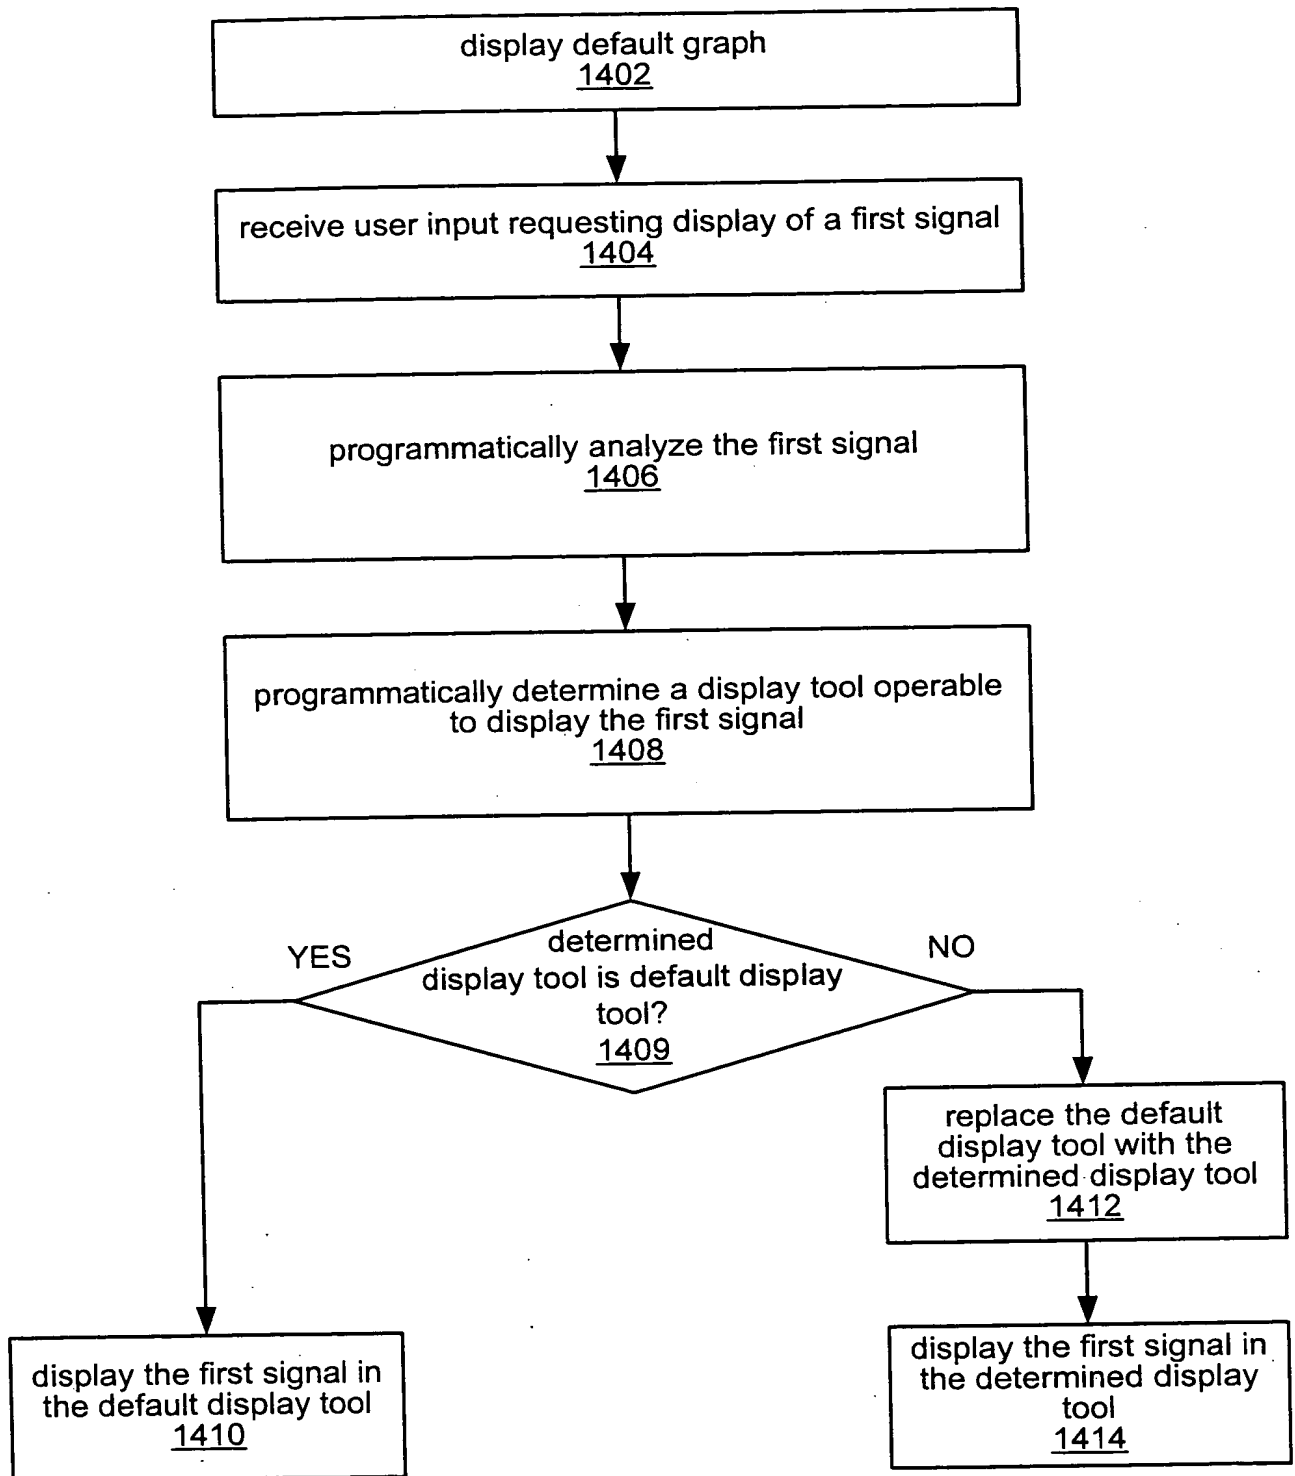 display default graph
1402
receive user input requesting display of a first signal
1404
programmatically analyze the first signal
1406
programmatically determine a display tool operable
to display the first signal
1408
YES
NO
determined
display tool is default display
tool?
1409
replace the default
display tool with the
determined display tool
1412
display the first signal in
the default display tool
1410
display the first signal in
the determined display
tool
1414